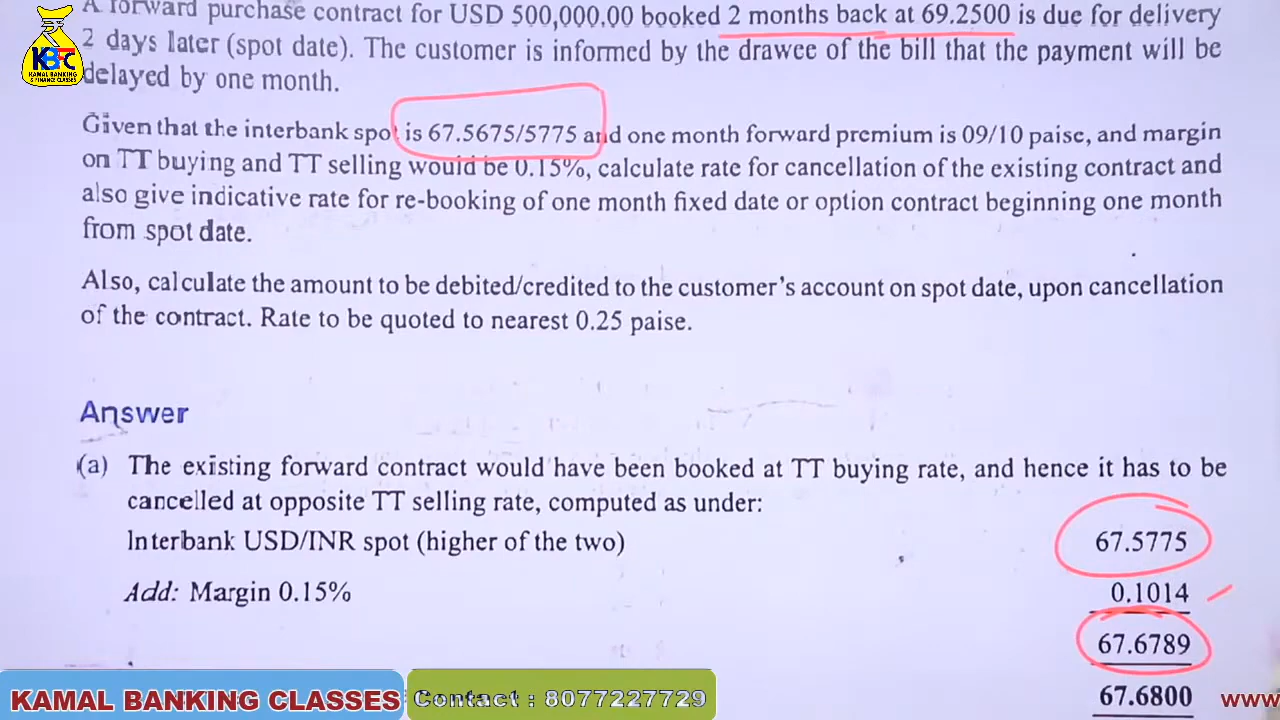 A forward purchase contract for USD 500,000.00 booked 2 months back at 69.2500 is due for delivery
2 days later (spot date). The customer is informed by the drawee of the bill that the payment will be
delayed by one month.
KBC
KAMAL BANKING
& FINANCE CLASSES
Given that the interbank spot is 67.5675/5775 and one month forward premium is 09/10 paise, and margin
on TT buying and TT selling would be 0.15%, calculate rate for cancellation of the existing contract and
also give indicative rate for re-booking of one month fixed date or option contract beginning one month
from spot date.
Also, calculate the amount to be debited/credited to the customer's account on spot date, upon cancellation
of the contract. Rate to be quoted to nearest 0.25 paise.
Answer
(a) The existing forward contract would have been booked at TT buying rate, and hence it has to be
cancelled at opposite TT selling rate, computed as under:
Interbank USD/INR spot (higher of the two) 67.5775
Add: Margin 0.15% 0.1014
67.6789
67.6800
KAMAL BANKING CLASSES Contact : 8077227729 www